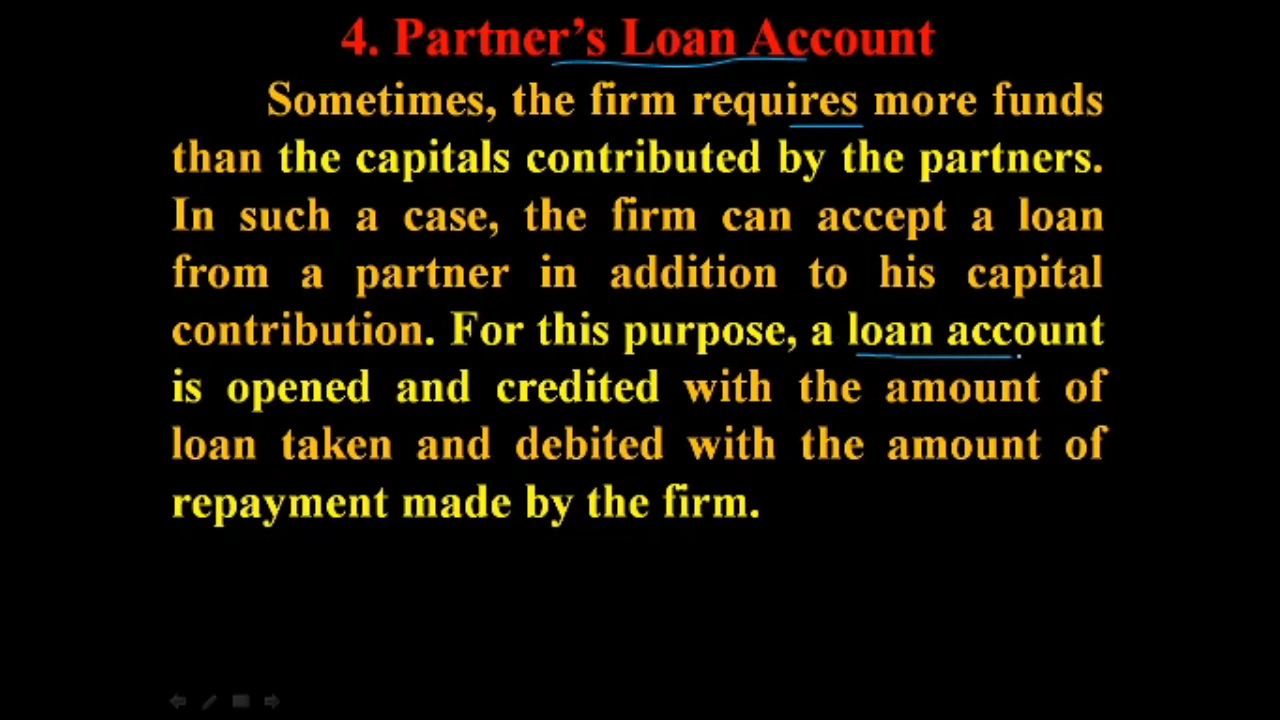 4. Partner's Loan Account
Sometimes, the firm requires more funds
than the capitals contributed by the partners.
In such a case, the firm can accept a loan
from a partner in addition to his capital
contribution. For this purpose, a loan account
is opened and credited with the amount of
loan taken and debited with the amount of
repayment made by the firm.